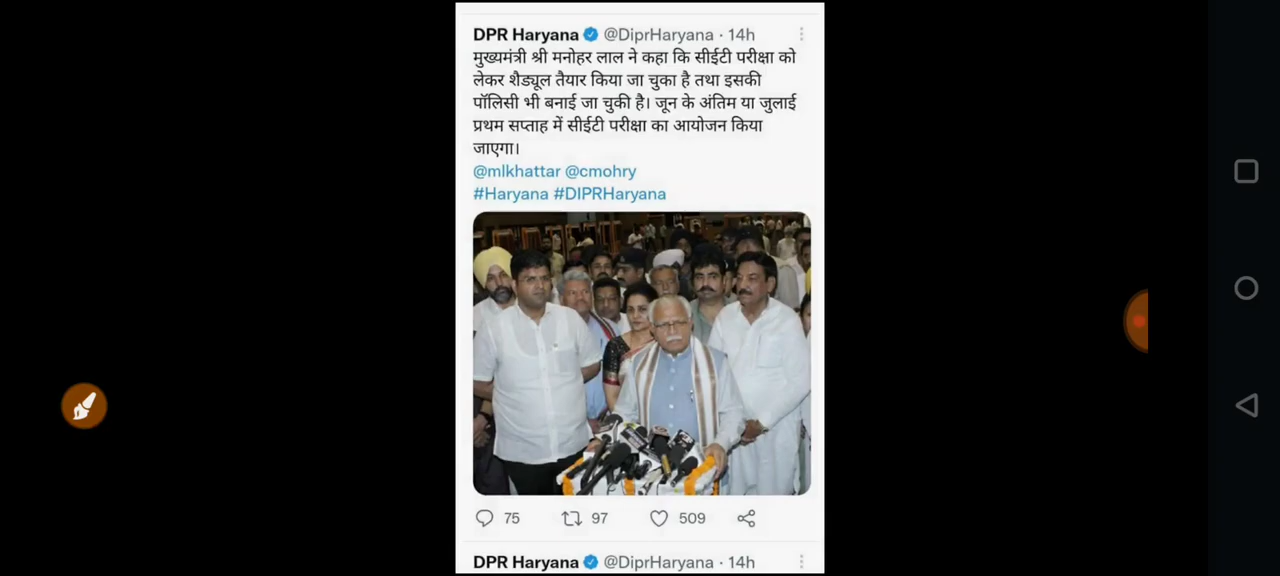 DPR Haryana @DiprHaryana · 14h
मुख्यमंत्री श्री मनोहर लाल ने कहा कि सीईटी परीक्षा को
लेकर शैड्यूल तैयार किया जा चुका है तथा इसकी
पॉलिसी भी बनाई जा चुकी है। जून के अंतिम या जुलाई
प्रथम सप्ताह में सीईटी परीक्षा का आयोजन किया
जाएगा।
@mlkhattar @cmohry
#Haryana #DIPRHaryana
75 97 509
DPR Haryana @DiprHaryana · 14h